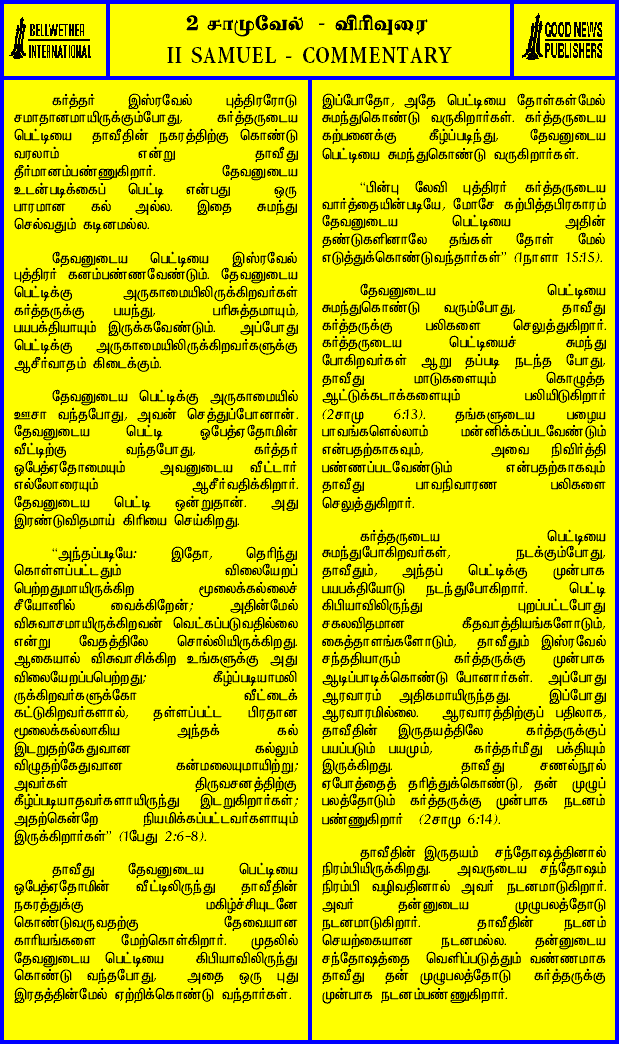 BELLWETHER
INTERNATIONAL
2 சாமுவேல் - விரிவுரை
II SAMUEL - COMMENTARY
GOOD NEWS
PUBLISHERS
கர்த்தர் இஸ்ரவேல் புத்திரரோடு
சமாதானமாயிருக்கும்போது, கர்த்தருடைய
பெட்டியை தாவீதின் நகரத்திற்கு கொண்டு
வரலாம் என்று தாவீது
தீர்மானம்பண்ணுகிறார். தேவனுடைய
உடன்படிக்கைப் பெட்டி என்பது ஒரு
பாரமான கல் அல்ல. இதை சுமந்து
செல்வதும் கடினமல்ல.
தேவனுடைய பெட்டியை இஸ்ரவேல்
புத்திரர் கனம்பண்ணவேண்டும். தேவனுடைய
பெட்டிக்கு அருகாமையிலிருக்கிறவர்கள்
கர்த்தருக்கு பயந்து, பரிசுத்தமாயும்,
பயபக்தியாயும் இருக்கவேண்டும். அப்போது
பெட்டிக்கு அருகாமையிலிருக்கிறவர்களுக்கு
ஆசீர்வாதம் கிடைக்கும்.
தேவனுடைய பெட்டிக்கு அருகாமையில்
ஊசா வந்தபோது, அவன் செத்துப்போனான்.
தேவனுடைய பெட்டி ஓபேத்ஏதோமின்
வீட்டிற்கு வந்தபோது, கர்த்தர்
ஓபேத்ஏதோமையும் அவனுடைய வீட்டார்
எல்லோரையும் ஆசீர்வதிக்கிறார்.
தேவனுடைய பெட்டி ஒன்றுதான். அது
இரண்டுவிதமாய் கிரியை செய்கிறது.
“அந்தப்படியே: இதோ, தெரிந்து
கொள்ளப்பட்டதும் விலையேறப்
பெற்றதுமாயிருக்கிற மூலைக்கல்லைச்
சீயோனில் வைக்கிறேன்; அதின்மேல்
விசுவாசமாயிருக்கிறவன் வெட்கப்படுவதில்லை
என்று வேதத்திலே சொல்லியிருக்கிறது.
ஆகையால் விசுவாசிக்கிற உங்களுக்கு அது
விலையேறப்பெற்றது; கீழ்ப்படியாமலி
ருக்கிறவர்களுக்கோ வீட்டைக்
கட்டுகிறவர்களால், தள்ளப்பட்ட பிரதான
மூலைக்கல்லாகிய அந்தக் கல்
இடறுதற்கேதுவான கல்லும்
விழுதற்கேதுவான கன்மலையுமாயிற்று;
அவர்கள் திருவசனத்திற்கு
கீழ்ப்படியாதவர்களாயிருந்து இடறுகிறார்கள்;
அதற்கென்றே நியமிக்கப்பட்டவர்களாயும்
இருக்கிறார்கள்” (1பேது 2:6-8).
தாவீது தேவனுடைய பெட்டியை
ஓபேத்ஏதோமின் வீட்டிலிருந்து தாவீதின்
நகரத்துக்கு மகிழ்ச்சியுடனே
கொண்டுவருவதற்கு தேவையான
காரியங்களை மேற்கொள்கிறார். முதலில்
தேவனுடைய பெட்டியை கிபியாவிலிருந்து
கொண்டு வந்தபோது, அதை ஒரு புது
இரதத்தின்மேல் ஏற்றிக்கொண்டு வந்தார்கள்.
இப்போதோ, அதே பெட்டியை தோள்கள்மேல்
சுமந்துகொண்டு வருகிறார்கள். கர்த்தருடைய
கற்பனைக்கு கீழ்ப்படிந்து, தேவனுடைய
பெட்டியை சுமந்துகொண்டு வருகிறார்கள்.
“பின்பு லேவி புத்திரர் கர்த்தருடைய
வார்த்தையின்படியே, மோசே கற்பித்தபிரகாரம்
தேவனுடைய பெட்டியை அதின்
தண்டுகளினாலே தங்கள் தோள் மேல்
எடுத்துக்கொண்டுவந்தார்கள்” (1நாளா 15:15).
தேவனுடைய பெட்டியை
சுமந்துகொண்டு வரும்போது, தாவீது
கர்த்தருக்கு பலிகளை செலுத்துகிறார்.
கர்த்தருடைய பெட்டியைச் சுமந்து
போகிறவர்கள் ஆறு தப்படி நடந்த போது,
தாவீது மாடுகளையும் கொழுத்த
ஆட்டுக்கடாக்களையும் பலியிடுகிறார்
(2சாமு 6:13). தங்களுடைய பழைய
பாவங்களெல்லாம் மன்னிக்கப்படவேண்டும்
என்பதற்காகவும், அவை நிவிர்த்தி
பண்ணப்படவேண்டும் என்பதற்காகவும்
தாவீது பாவநிவாரண பலிகளை
செலுத்துகிறார்.
கர்த்தருடைய பெட்டியை
சுமந்துபோகிறவர்கள், நடக்கும்போது,
தாவீதும், அந்தப் பெட்டிக்கு முன்பாக
பயபக்தியோடு நடந்துபோகிறார். பெட்டி
கிபியாவிலிருந்து புறப்பட்டபோது
சகலவிதமான கீதவாத்தியங்களோடும்,
கைத்தாளங்களோடும், தாவீதும் இஸ்ரவேல்
சந்ததியாரும் கர்த்தருக்கு முன்பாக
ஆடிப்பாடிக்கொண்டு போனார்கள். அப்போது
ஆரவாரம் அதிகமாயிருந்தது. இப்போது
ஆரவாரமில்லை. ஆரவாரத்திற்குப் பதிலாக,
தாவீதின் இருதயத்திலே கர்த்தருக்குப்
பயப்படும் பயமும், கர்த்தர்மீது பக்தியும்
இருக்கிறது. தாவீது சணல்நூல்
ஏபோத்தைத் தரித்துக்கொண்டு, தன் முழுப்
பலத்தோடும் கர்த்தருக்கு முன்பாக நடனம்
பண்ணுகிறார் (2சாமு 6:14).
தாவீதின் இருதயம் சந்தோஷத்தினால்
நிரம்பியிருக்கிறது. அவருடைய சந்தோஷம்
நிரம்பி வழிவதினால் அவர் நடனமாடுகிறார்.
அவர் தன்னுடைய முழுபலத்தோடு
நடனமாடுகிறார். தாவீதின் நடனம்
செயற்கையான நடனமல்ல. தன்னுடைய
சந்தோஷத்தை வெளிப்படுத்தும் வண்ணமாக
தாவீது தன் முழுபலத்தோடு கர்த்தருக்கு
முன்பாக நடனம்பண்ணுகிறார்.